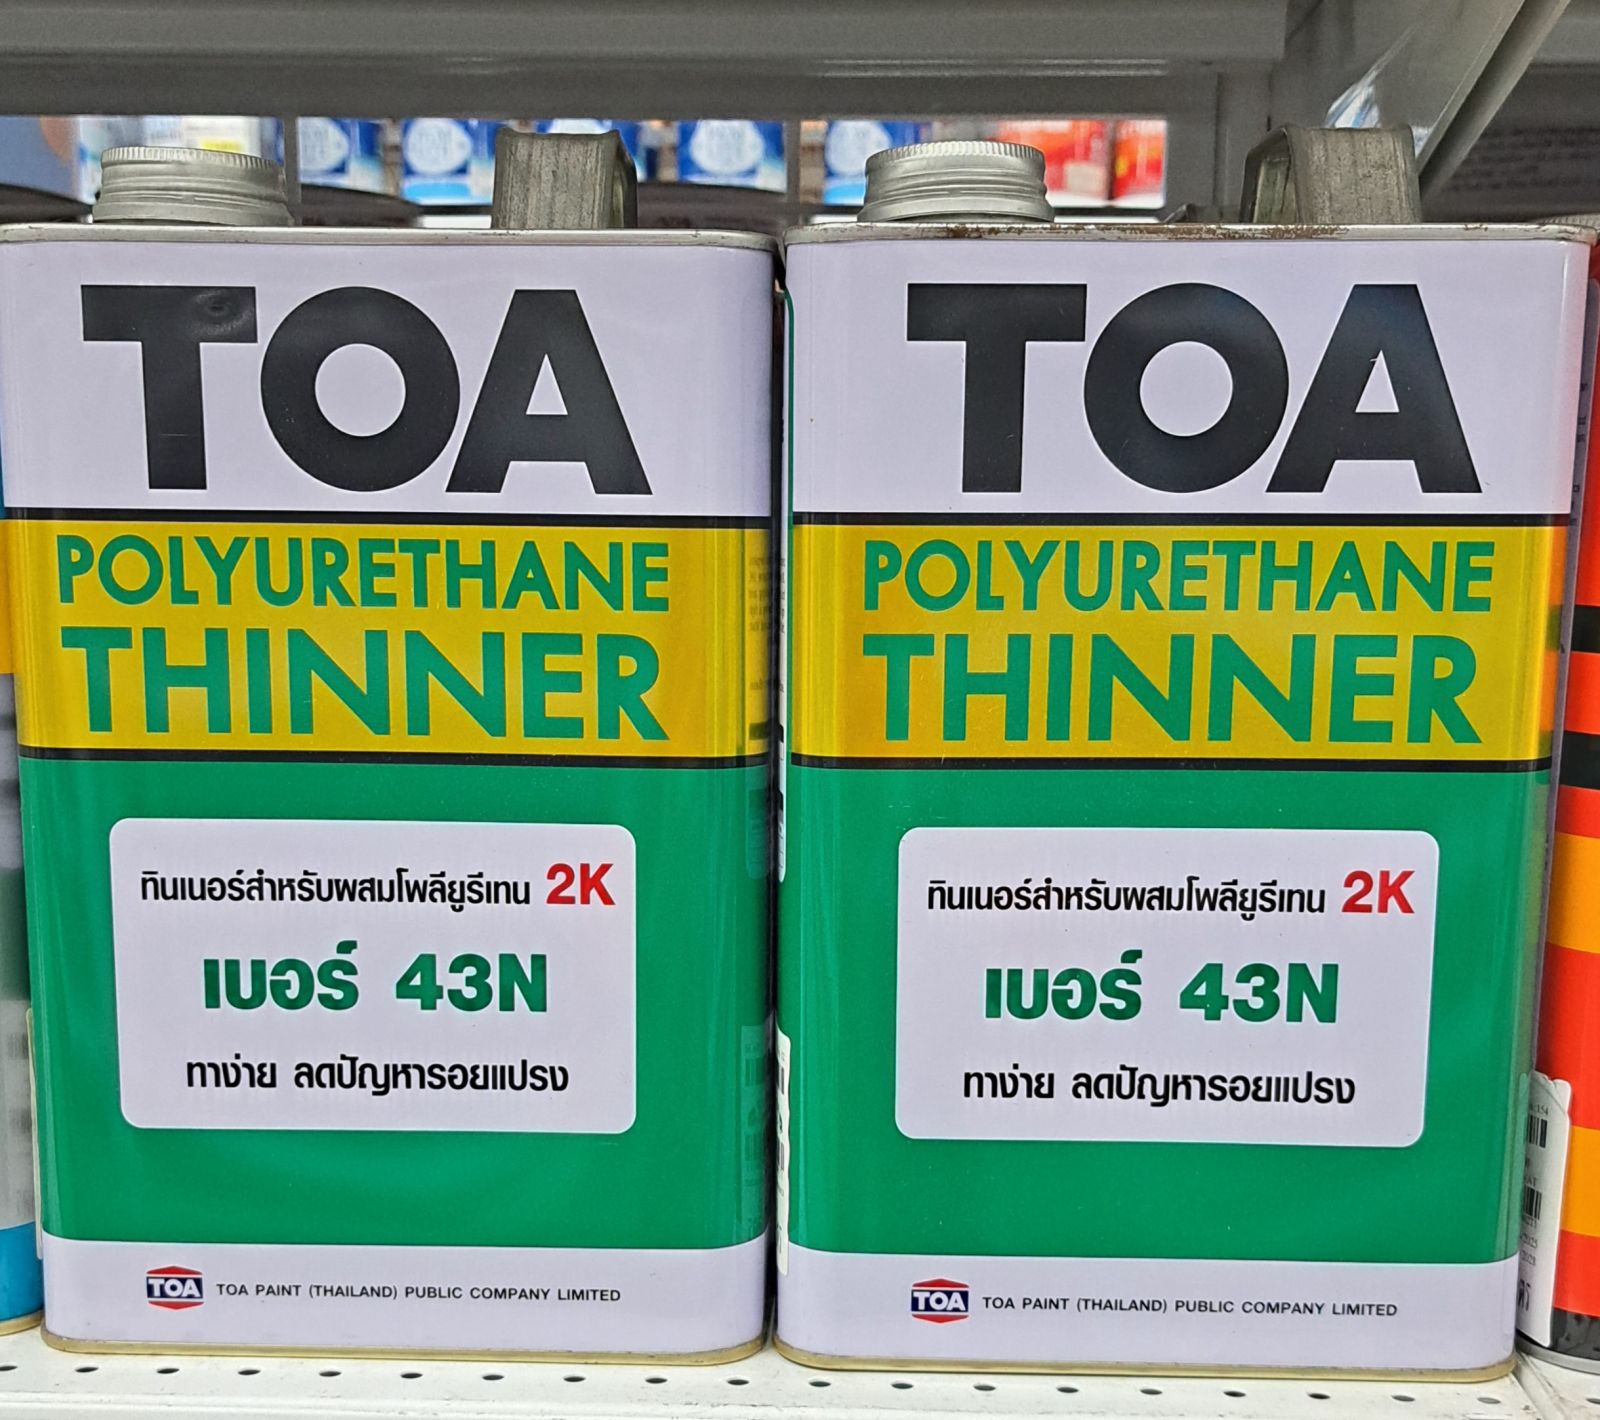 TOA
POLYURETHANE
THINNER
ทินเนอร์สำหรับผสมโพลียูรีเทน 2K
เบอร์ 43N
ทาง่าย ลดปัญหารอยแปรง
TOA TOA PAINT (THAILAND) PUBLIC COMPANY LIMITED
TOA
POLYURETHANE
THINNER
ทินเนอร์สำหรับผสมโพลียูรีเทน 2K
เบอร์ 43N
ทาง่าย ลดปัญหารอยแปรง
TOA TOA PAINT (THAILAND) PUBLIC COMPANY LIMITED